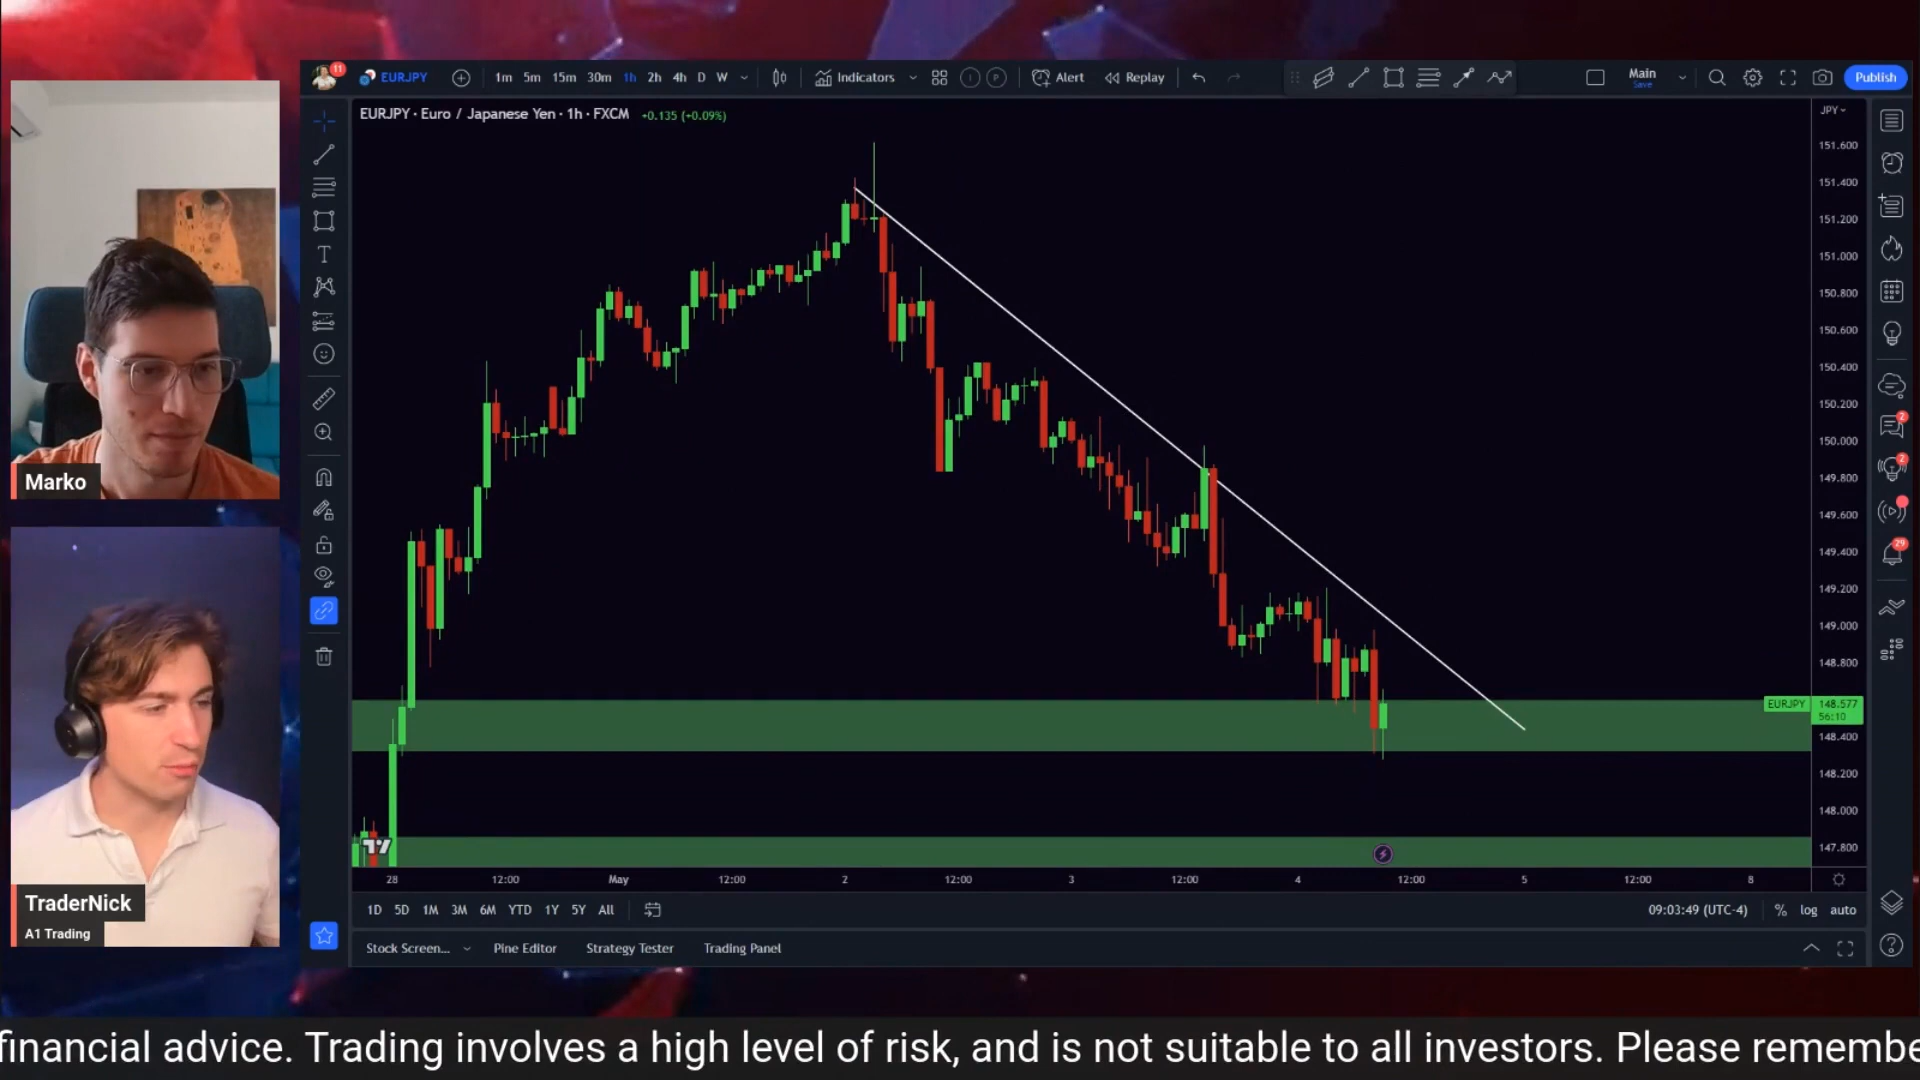 11
EURJPY
1m 5m 15m 30m 1h 2h 4h D W
Indicators
Alert
Replay
Main
Save
Publish
EURJPY · Euro / Japanese Yen · 1h · FXCM +0.135 (+0.09%)
JPY
151.600
151.400
151.200
151.000
150.800
150.600
150.400
150.200
150.000
149.800
149.600
149.400
149.200
149.000
148.800
EURJPY 148.577
56:10
148.400
148.200
148.000
147.800
2
2
29
28 12:00 May 12:00 2 12:00 3 12:00 4 12:00 5 12:00 8
1D 5D 1M 3M 6M YTD 1Y 5Y All
09:03:49 (UTC-4) % log auto
Stock Screen... Pine Editor Strategy Tester Trading Panel
Marko
TraderNick
A1 Trading
financial advice. Trading involves a high level of risk, and is not suitable to all investors. Please remembe